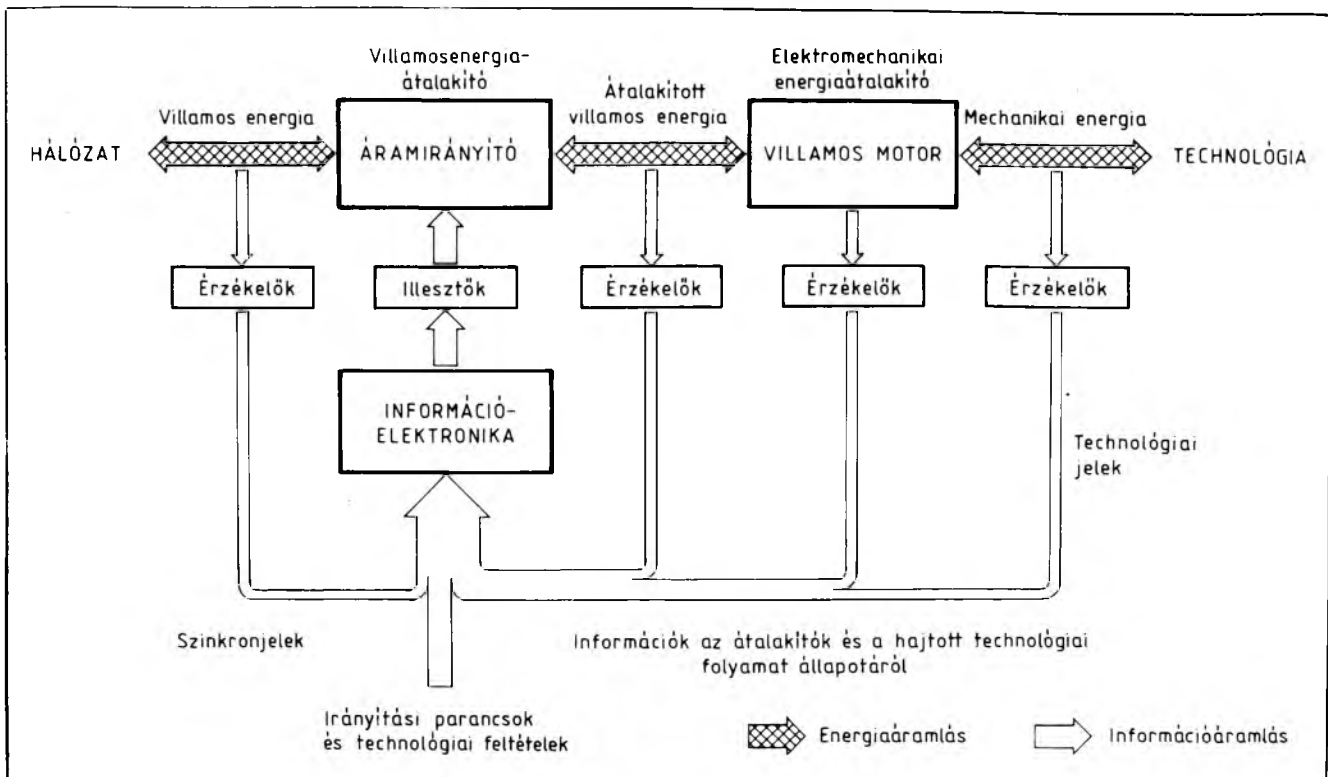 Villamosenergia-
átalakító
Elektromechanikai
energiaátalakító
Villamos energia
Átalakított
villamos energia
Mechanikai energia
HÁLÓZAT
ÁRAMIRÁNYÍTÓ
VILLAMOS MOTOR
TECHNOLÓGIA
Érzékelők
Illesztők
Érzékelők
Érzékelők
Érzékelők
INFORMÁCIÓ-
ELEKTRONIKA
Technológiai
jelek
Szinkronjelek
Információk az átalakítók és a hajtott technológiai
folyamat állapotáról
Irányítási parancsok
és technológiai feltételek
Energiaáramlás
Információáramlás